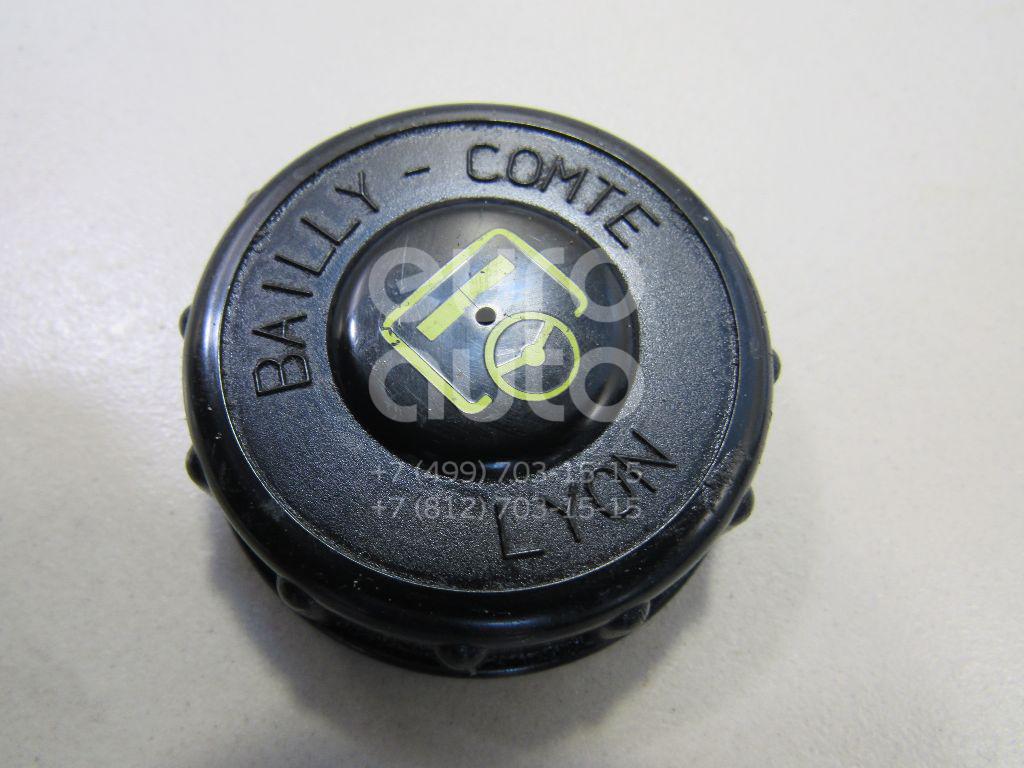 BAILLY - COMTE
euro
auto
+7 (499) 703-15-15
+7 (812) 703-15-15
LYON